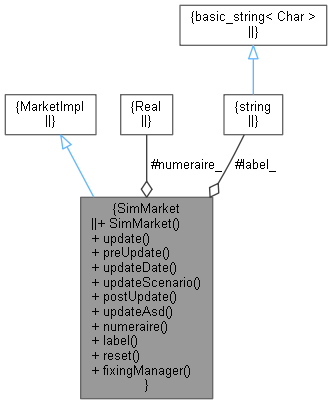 {basic_string< Char >
||}
{MarketImpl
||}
{Real
||}
{string
||}
#numeraire_
#label_
{SimMarket
||+ SimMarket()
+ update()
+ preUpdate()
+ updateDate()
+ updateScenario()
+ postUpdate()
+ updateAsd()
+ numeraire()
+ label()
+ reset()
+ fixingManager()
}